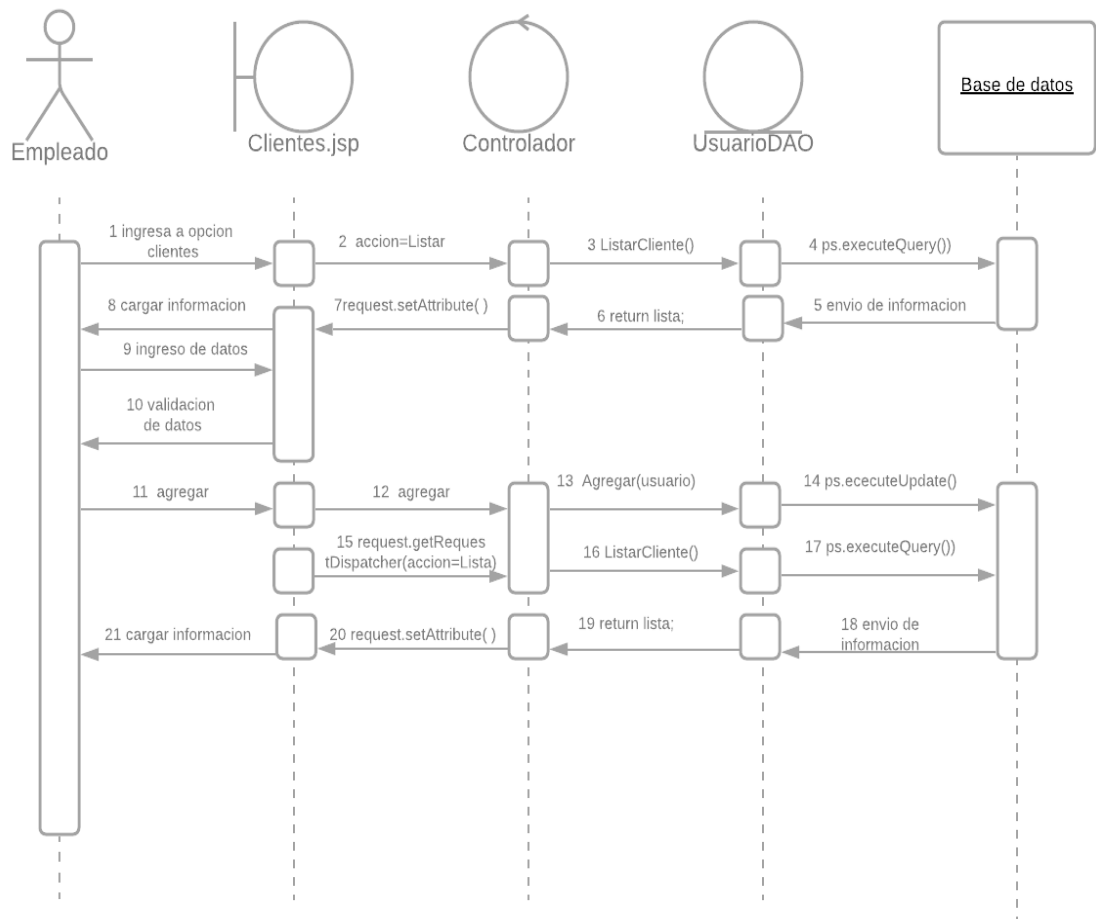 Empleado
Clientes.jsp
Controlador
UsuarioDAO
Base de datos
1 ingresa a opcion
clientes
2 accion=Listar
3 ListarCliente()
4 ps.executeQuery())
8 cargar informacion
7request.setAttribute( )
6 return lista;
5 envio de informacion
9 ingreso de datos
10 validacion
de datos
11 agregar
12 agregar
13 Agregar(usuario)
14 ps.ececuteUpdate()
15 request.getReques
tDispatcher(accion=Lista)
16 ListarCliente()
17 ps.executeQuery())
21 cargar informacion
20 request.setAttribute( )
19 return lista;
18 envio de
informacion